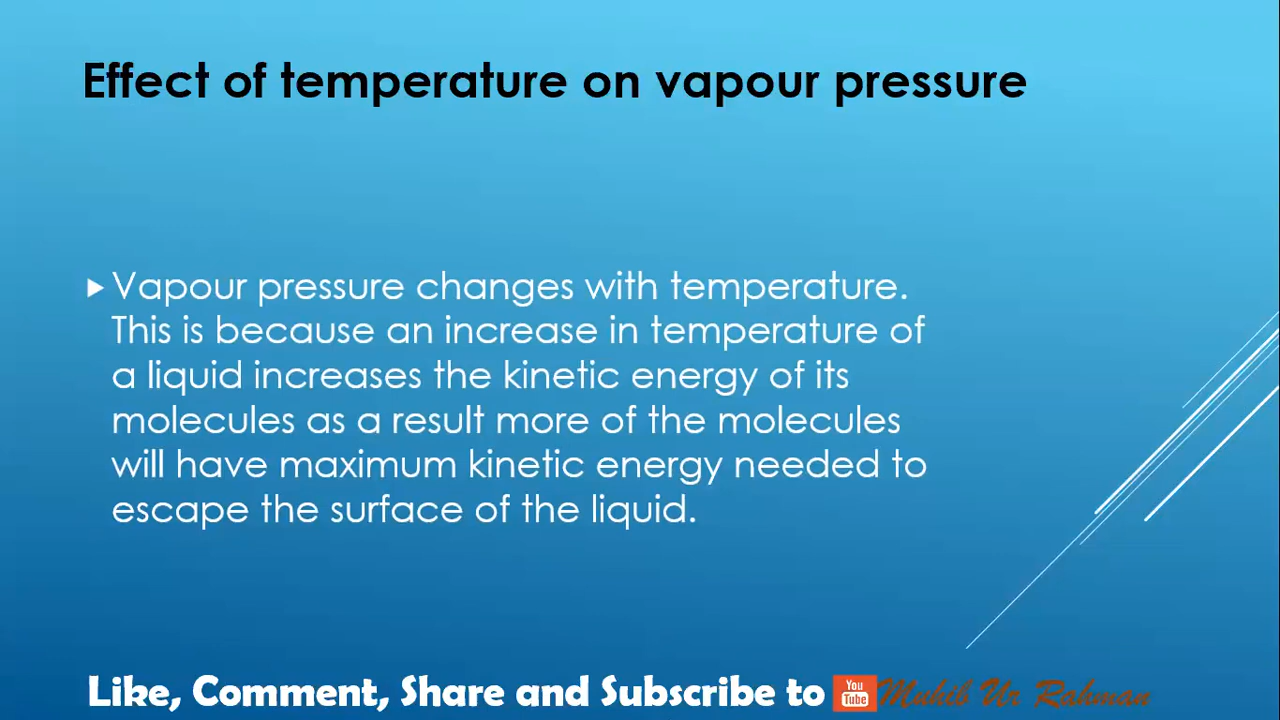 Effect of temperature on vapour pressure
Vapour pressure changes with temperature.
This is because an increase in temperature of
a liquid increases the kinetic energy of its
molecules as a result more of the molecules
will have maximum kinetic energy needed to
escape the surface of the liquid.
Like, Comment, Share and Subscribe to You Tube Muhib Ur Rahman